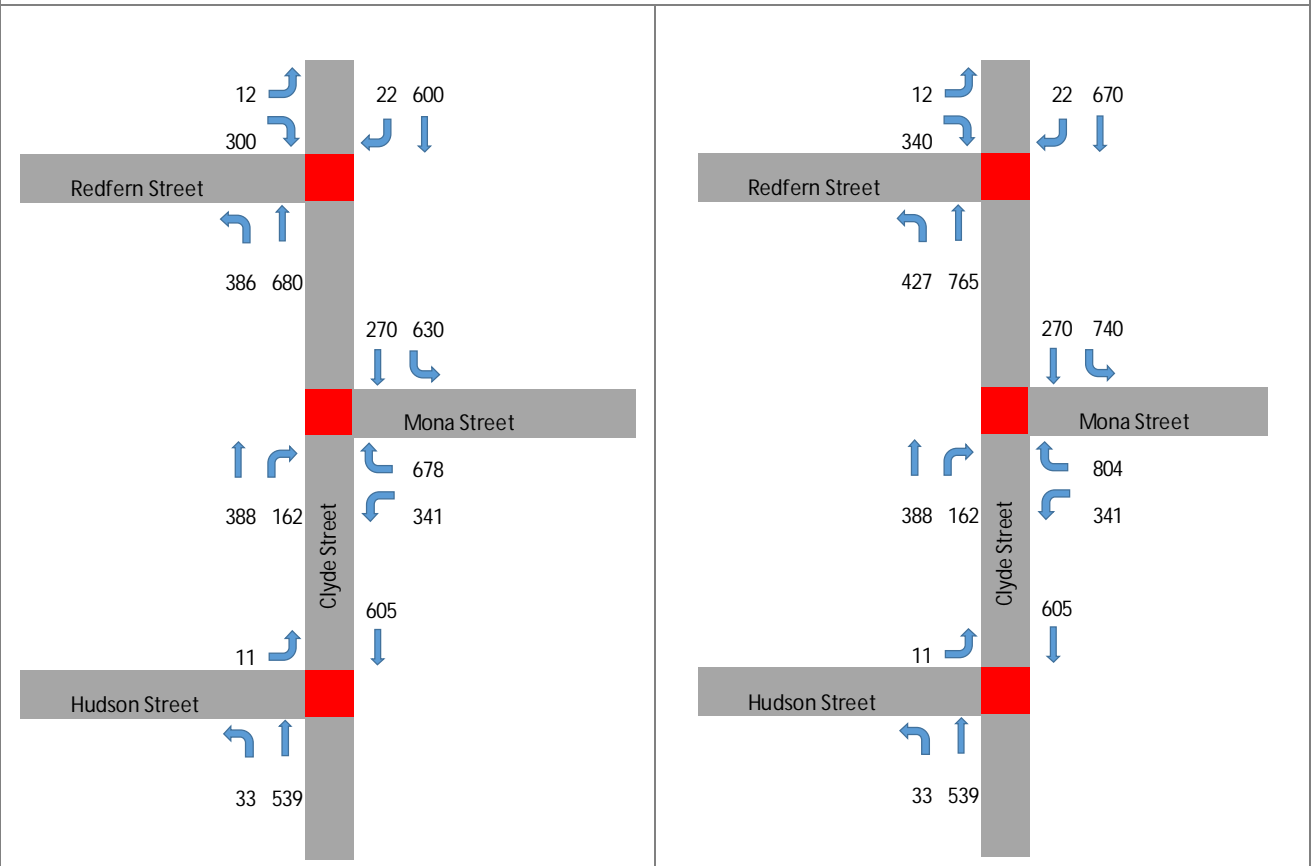 12
22 600
300
Redfern Street
386 680
270 630
Mona Street
678
388 162
341
Clyde Street
605
11
Hudson Street
33 539
12
22 670
340
Redfern Street
427 765
270 740
Mona Street
804
388 162
341
Clyde Street
605
11
Hudson Street
33 539